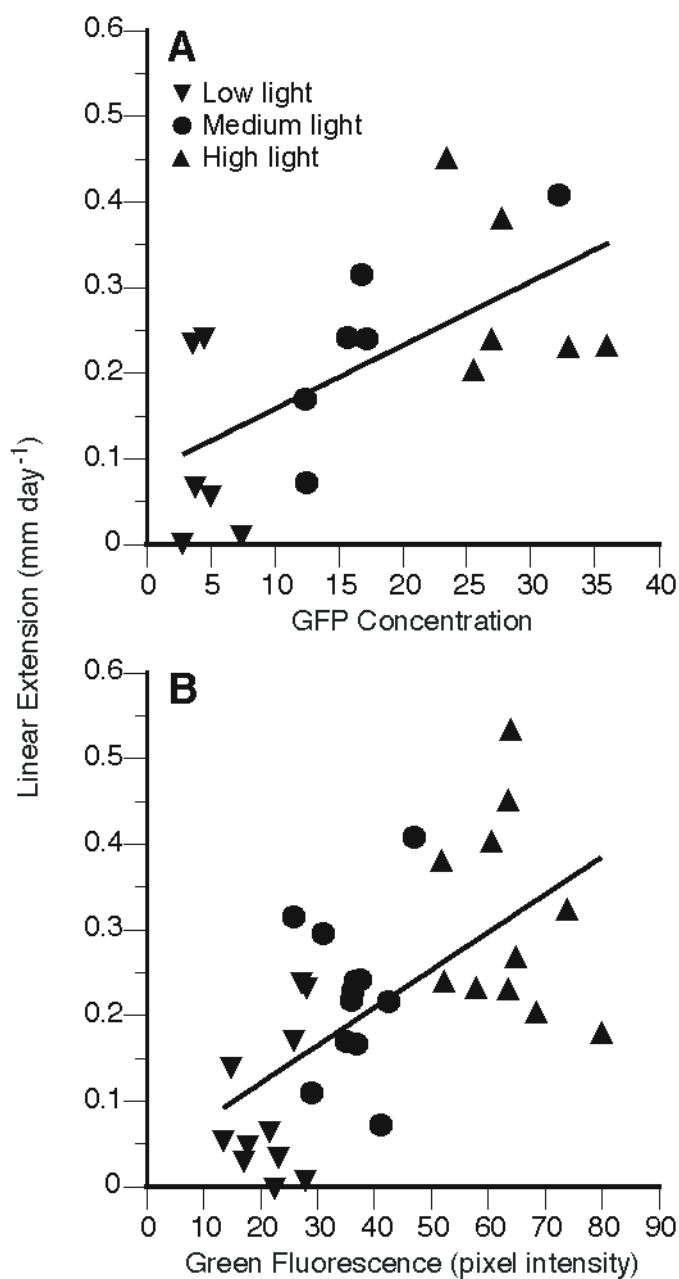 A
0.6
Low light
0.5
Medium light
High light
0.4
0.3
0.2
0.1
0
0 5 10 15 20 25 30 35 40
GFP Concentration
Linear Extension (mm day-1)
B
0.6
0.5
0.4
0.3
0.2
0.1
0
0 10 20 30 40 50 60 70 80 90
Green Fluorescence (pixel intensity)